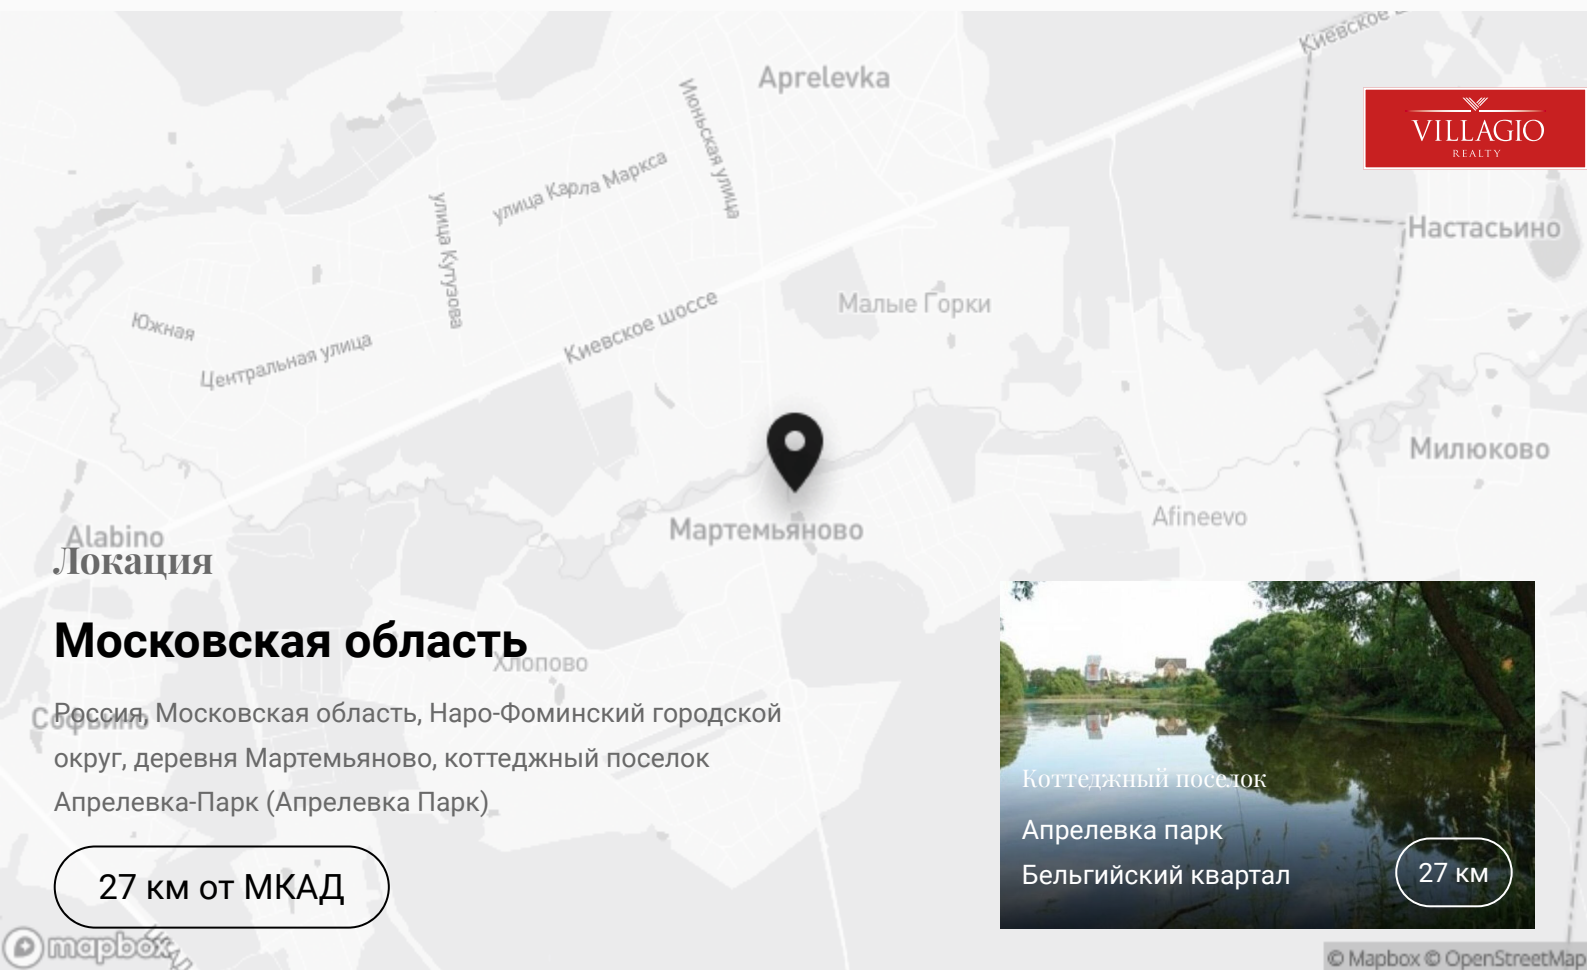 Киевское
Aprelevka
VILLAGIO
REALTY
Июньская улица
улица Карла Маркса
улица Кутузова
Настасьино
Малые Горки
Киевское шоссе
Южная
Центральная улица
Милюково
Мартемьяново
Afineevo
Alabino
Локация
Московская область
Хлопово
Софьино
Россия, Московская область, Наро-Фоминский городской
округ, деревня Мартемьяново, коттеджный поселок
Апрелевка-Парк (Апрелевка Парк)
27 км от МКАД
Коттеджный поселок
Апрелевка парк
Бельгийский квартал
27 км
mapbox
© Mapbox © OpenStreetMap